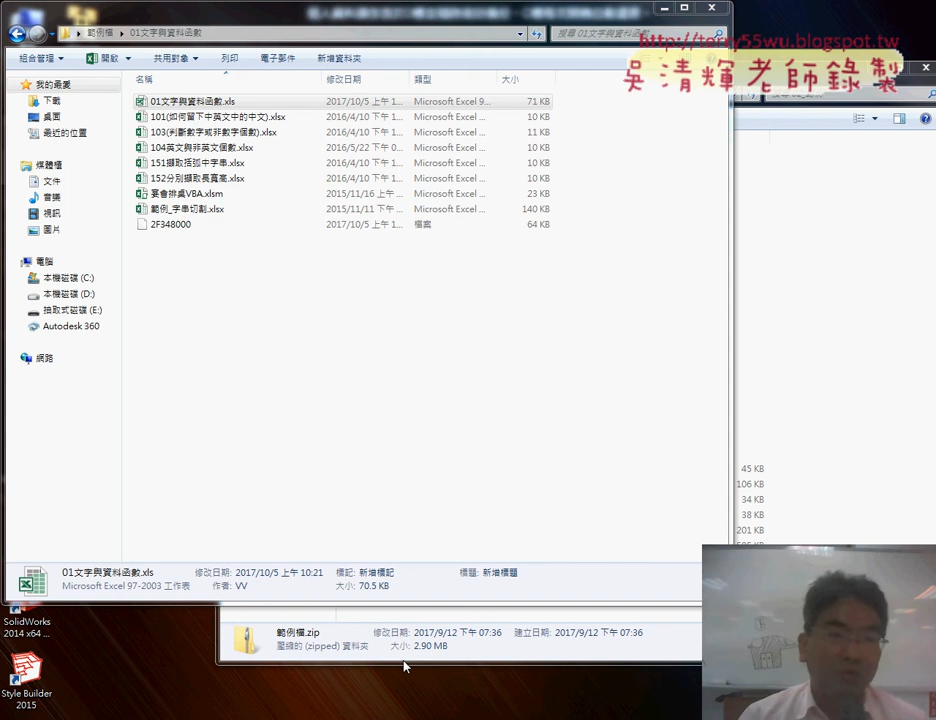 http://terry55wu.blogspot.tw
吳清輝老師錄製
範例檔 ▸ 01文字與資料函數
搜尋 01文字與資料函數
組合管理 開啟 共用對象 列印 電子郵件 新增資料夾
名稱 修改日期 類型 大小
我的最愛
下載
桌面
最近的位置
媒體櫃
文件
音樂
視訊
圖片
電腦
本機磁碟 (C:)
本機磁碟 (D:)
抽取式磁碟 (E:)
Autodesk 360
網路
01文字與資料函數.xls 2017/10/5 上午 1... Microsoft Excel 9... 71 KB
101(如何留下中英文中的中文).xlsx 2016/4/10 下午 1... Microsoft Excel ... 10 KB
103(判斷數字或非數字個數).xlsx 2016/4/10 下午 1... Microsoft Excel ... 11 KB
104英文與非英文個數.xlsx 2016/5/22 下午 0... Microsoft Excel ... 10 KB
151擷取括弧中字串.xlsx 2016/4/10 下午 1... Microsoft Excel ... 10 KB
152分別擷取長寬高.xlsx 2016/4/10 下午 1... Microsoft Excel ... 10 KB
宴會排桌VBA.xlsm 2015/11/16 上午 ... Microsoft Excel ... 23 KB
範例_字串切割.xlsx 2015/11/11 下午 ... Microsoft Excel ... 140 KB
2F348000 2017/10/5 上午 1... 檔案 64 KB
45 KB
106 KB
34 KB
38 KB
201 KB
01文字與資料函數.xls 修改日期: 2017/10/5 上午 10:21 標記: 新增標記 標題: 新增標題
Microsoft Excel 97-2003 工作表 作者: VV 大小: 70.5 KB
範例檔.zip 修改日期: 2017/9/12 下午 07:36 建立日期: 2017/9/12 下午 07:36
壓縮的 (zipped) 資料夾 大小: 2.90 MB
SolidWorks
2014 x64 ...
Style Builder
2015